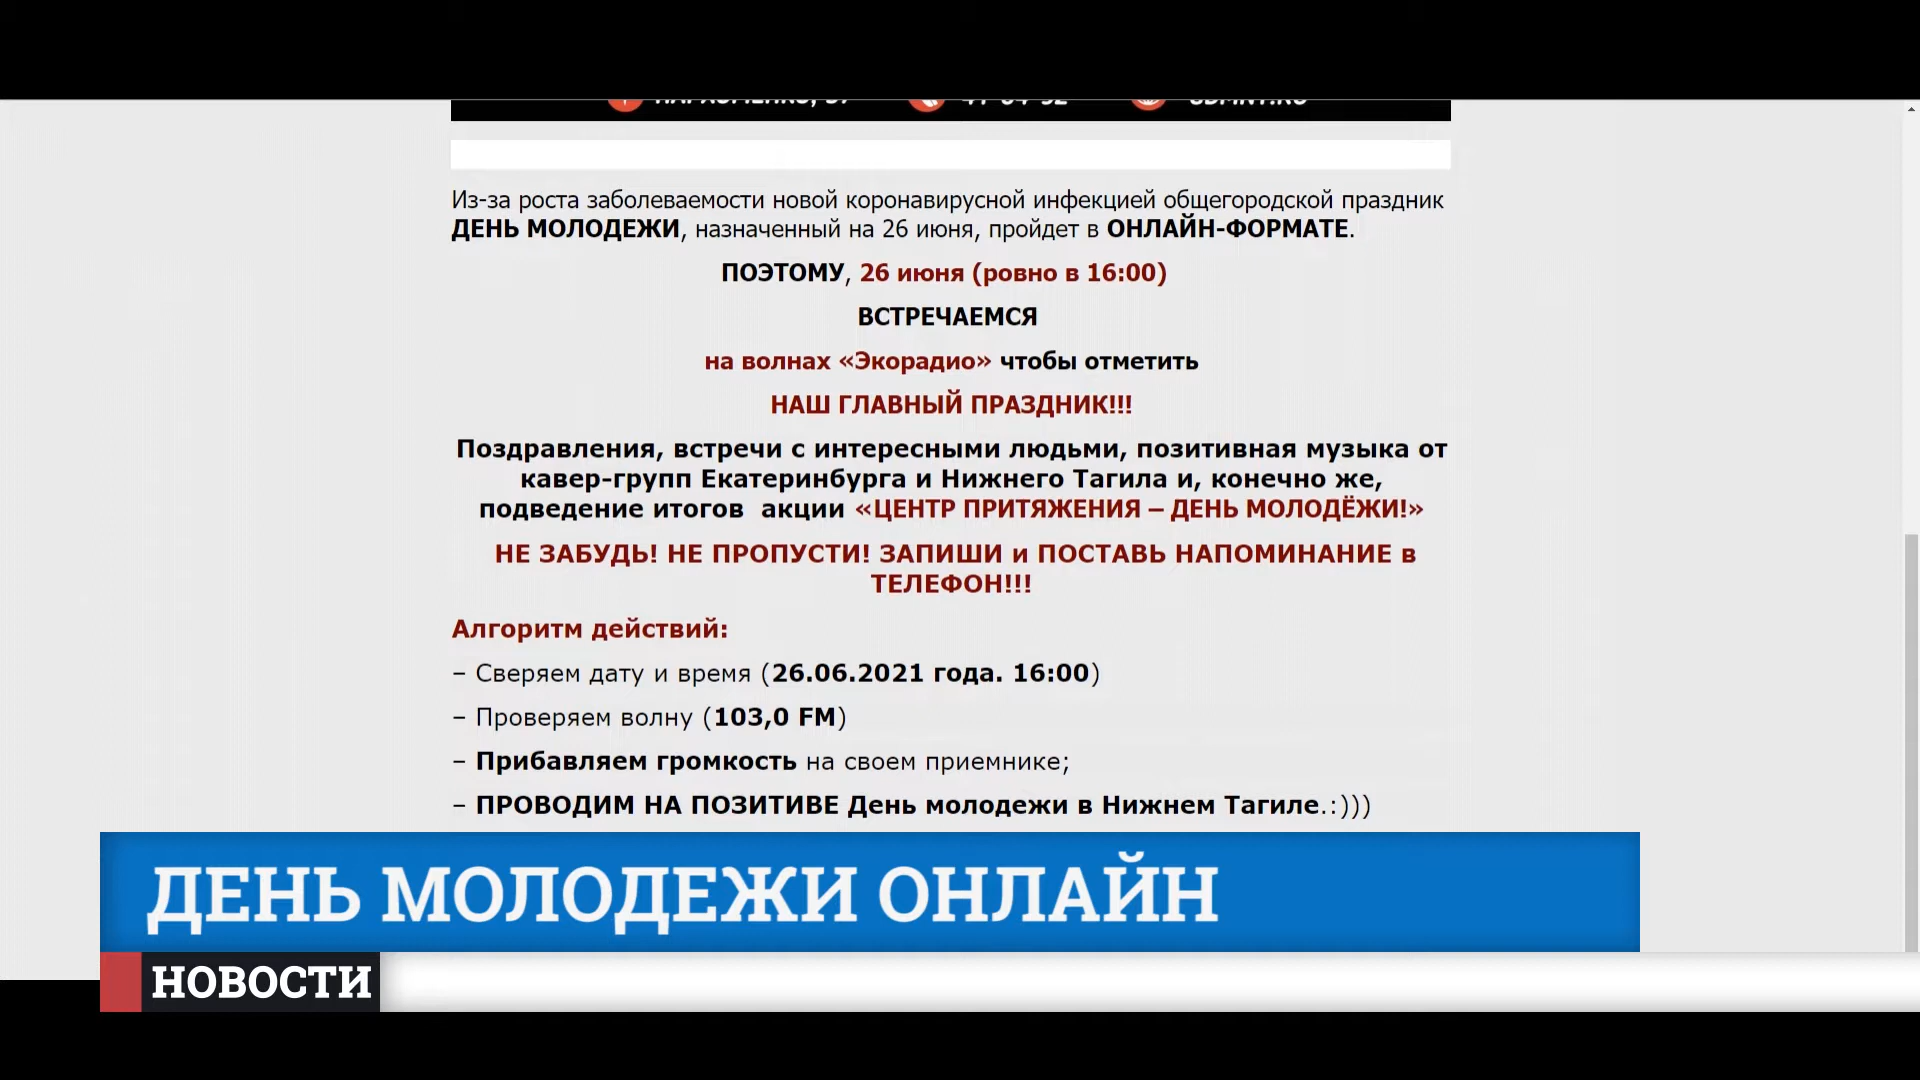 Из-за роста заболеваемости новой коронавирусной инфекцией общегородской праздник
ДЕНЬ МОЛОДЕЖИ, назначенный на 26 июня, пройдет в ОНЛАЙН-ФОРМАТЕ.
ПОЭТОМУ, 26 июня (ровно в 16:00)
ВСТРЕЧАЕМСЯ
на волнах «Экорадио» чтобы отметить
НАШ ГЛАВНЫЙ ПРАЗДНИК!!!
Поздравления, встречи с интересными людьми, позитивная музыка от
кавер-групп Екатеринбурга и Нижнего Тагила и, конечно же,
подведение итогов  акции «ЦЕНТР ПРИТЯЖЕНИЯ – ДЕНЬ МОЛОДЁЖИ!»
НЕ ЗАБУДЬ! НЕ ПРОПУСТИ! ЗАПИШИ и ПОСТАВЬ НАПОМИНАНИЕ в
ТЕЛЕФОН!!!
Алгоритм действий:
– Сверяем дату и время (26.06.2021 года. 16:00)
– Проверяем волну (103,0 FM)
– Прибавляем громкость на своем приемнике;
– ПРОВОДИМ НА ПОЗИТИВЕ День молодежи в Нижнем Тагиле.:)))
ДЕНЬ МОЛОДЕЖИ ОНЛАЙН
НОВОСТИ